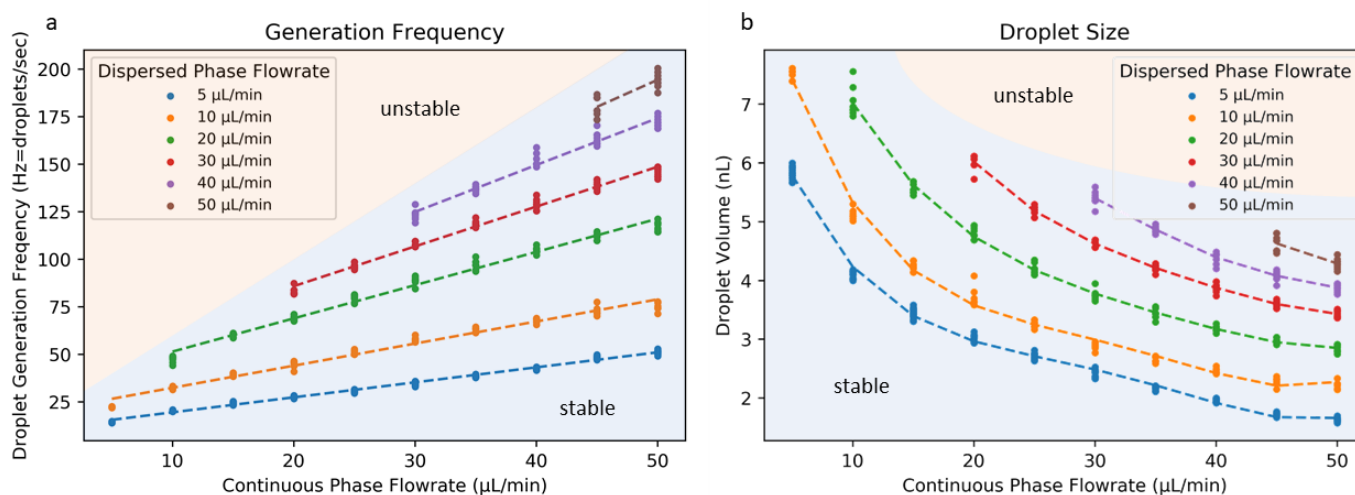 a
Generation Frequency
Droplet Generation Freqency (Hz=droplets/sec)
200
175
150
125
100
75
50
25
Dispersed Phase Flowrate
5 µL/min
10 µL/min
20 µL/min
30 µL/min
40 µL/min
50 µL/min
unstable
stable
10
20
30
40
50
Continuous Phase Flowrate (µL/min)
b
Droplet Size
Droplet Volume (nL)
7
6
5
4
3
2
unstable
Dispersed Phase Flowrate
5 µL/min
10 µL/min
20 µL/min
30 µL/min
40 µL/min
50 µL/min
stable
10
20
30
40
50
Continuous Phase Flowrate (µL/min)